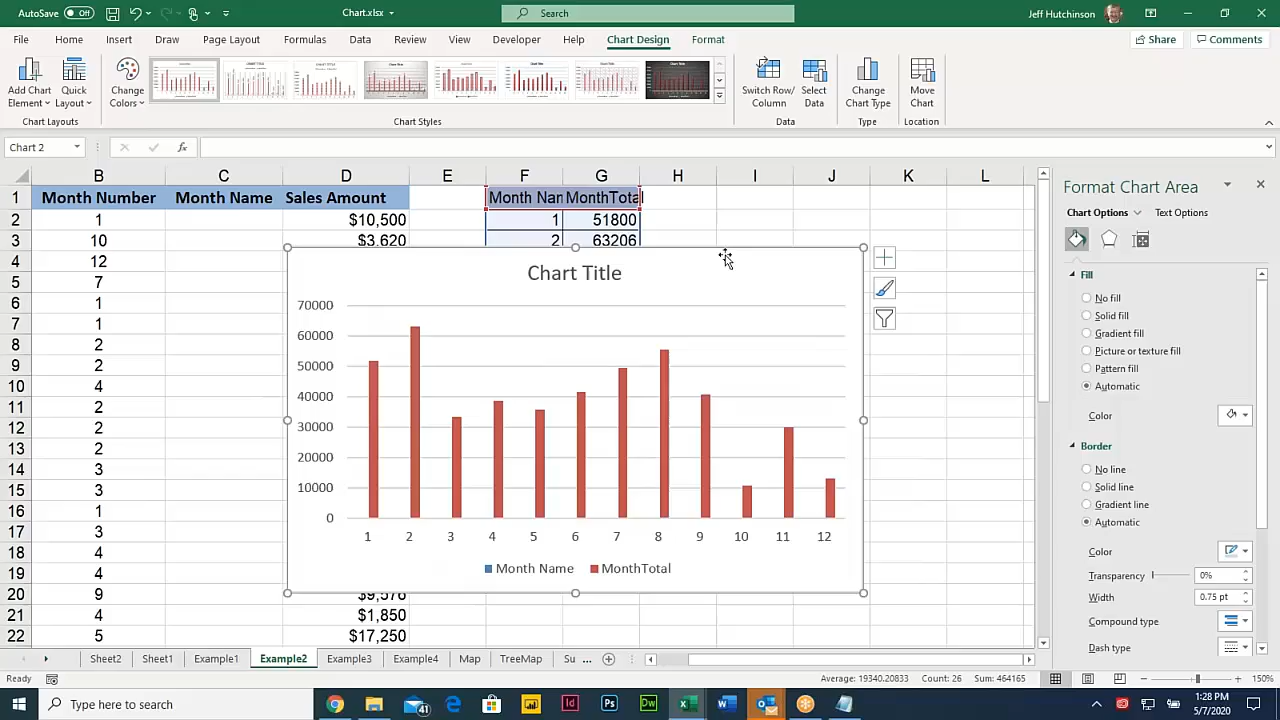 AutoSave Off Chart.xlsx Search Jeff Hutchinson
File Home Insert Draw Page Layout Formulas Data Review View Developer Help Chart Design Format Share Comments
Add Chart Element Quick Layout Change Colors Switch Row/Column Select Data Change Chart Type Move Chart
Chart Layouts Chart Styles Data Type Location
Chart 2 fx
B C D E F G H I J K L
1 Month Number Month Name Sales Amount Month Nam MonthTotal
2 1 $10,500 1 51800
3 10 $3,620 2 63206
4 12
5 7
6 1
7 1
8 2
9 2
10 4
11 2
12 2
13 2
14 3
15 3
16 1
17 3
18 4
19 4
20 9 $9,576
21 4 $1,850
22 5 $17,250
Chart Title
70000
60000
50000
40000
30000
20000
10000
0
1 2 3 4 5 6 7 8 9 10 11 12
Month Name MonthTotal
Format Chart Area
Chart Options Text Options
Fill
No fill
Solid fill
Gradient fill
Picture or texture fill
Pattern fill
Automatic
Color
Border
No line
Solid line
Gradient line
Automatic
Color
Transparency 0%
Width 0.75 pt
Compound type
Dash type
Sheet2 Sheet1 Example1 Example2 Example3 Example4 Map TreeMap Su ...
Ready Average: 19340.20833 Count: 26 Sum: 464165 150%
Type here to search 1:28 PM
5/7/2020